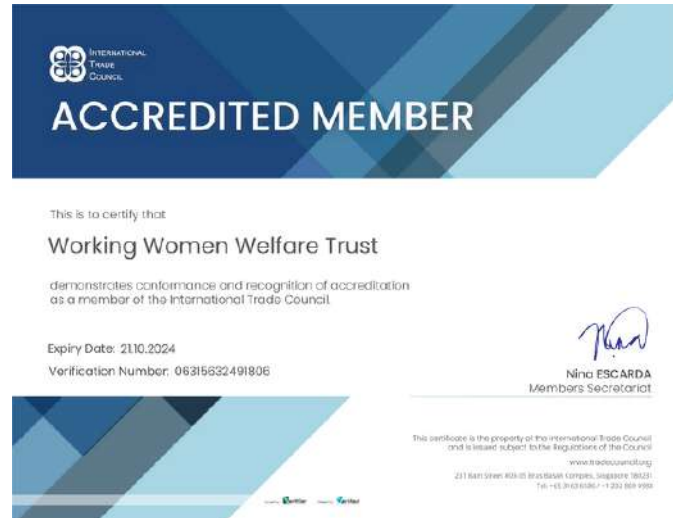 INTERNATIONAL
TRADE
COUNCIL
ACCREDITED MEMBER
This is to certify that
Working Women Welfare Trust
demonstrates conformance and recognition of accreditation
as a member of the International Trade Council.
Expiry Date: 21.10.2024
Verification Number: 06315632491806
Nina
Nina ESCARDA
Members Secretariat
This certificate is the property of the International Trade Council
and is issued subject to the Regulations of the Council
www.tradecouncil.org
Complex, Singapore